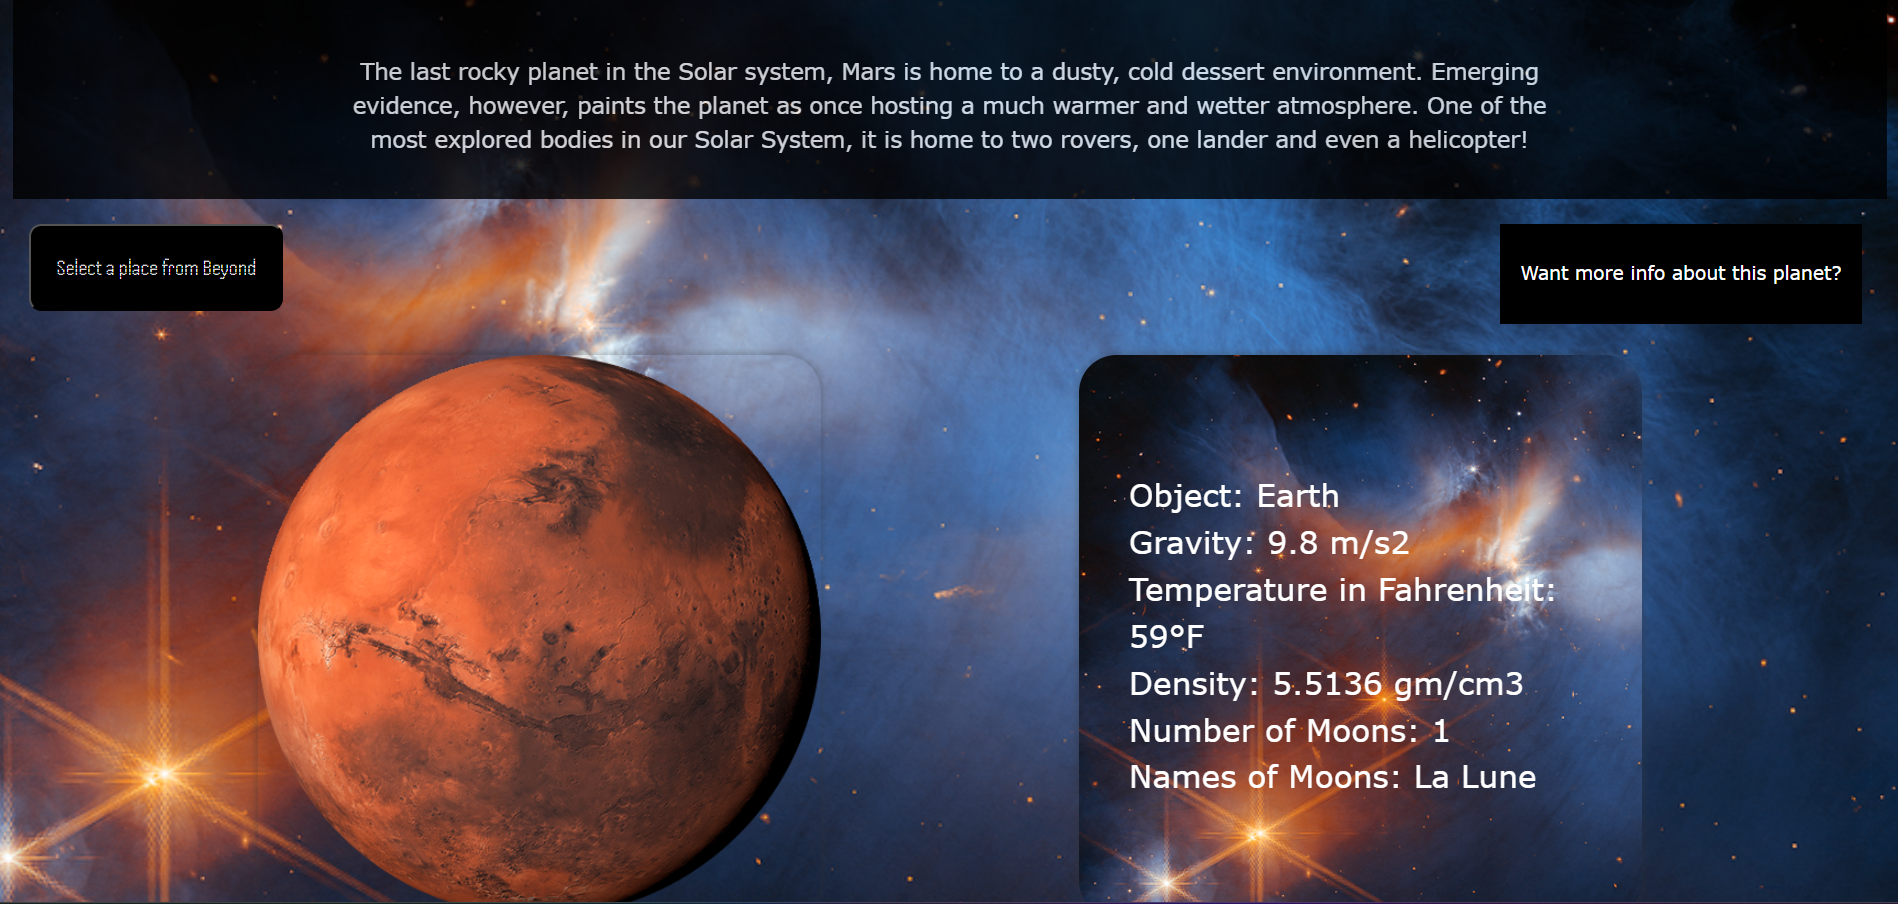 The last rocky planet in the Solar system, Mars is home to a dusty, cold dessert environment. Emerging
evidence, however, paints the planet as once hosting a much warmer and wetter atmosphere. One of the
most explored bodies in our Solar System, it is home to two rovers, one lander and even a helicopter!
Select a place from Beyond
Want more info about this planet?
Object: Earth
Gravity: 9.8 m/s2
Temperature in Fahrenheit:
59°F
Density: 5.5136 gm/cm3
Number of Moons: 1
Names of Moons: La Lune